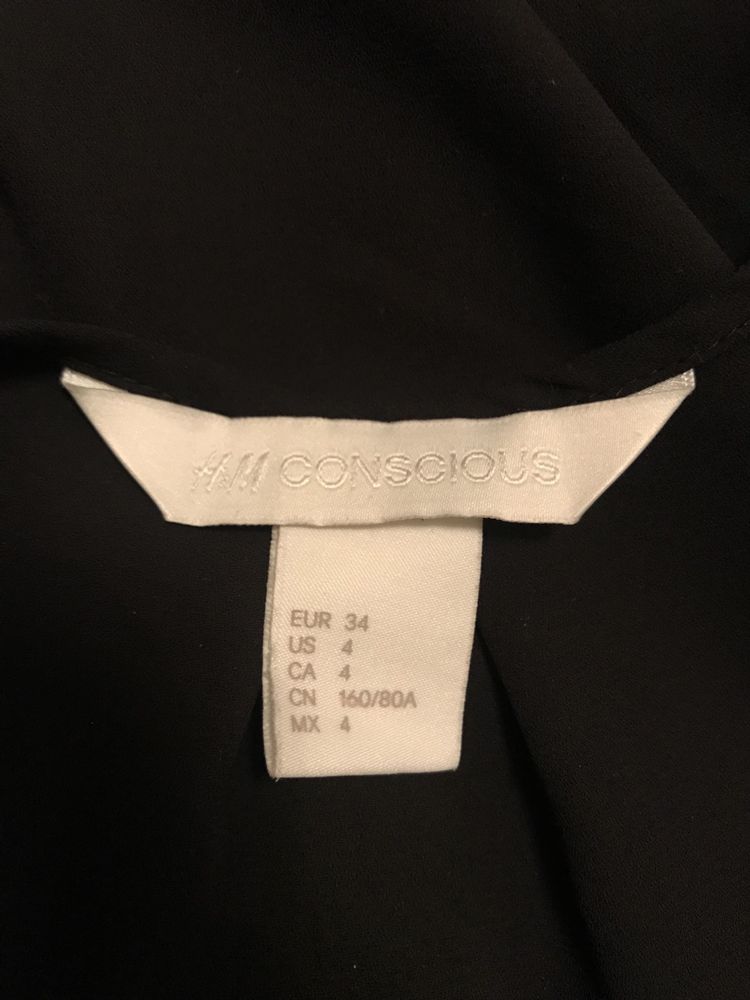 H&M CONSCIOUS
EUR 34
US 4
CA 4
CN 160/80A
MX 4